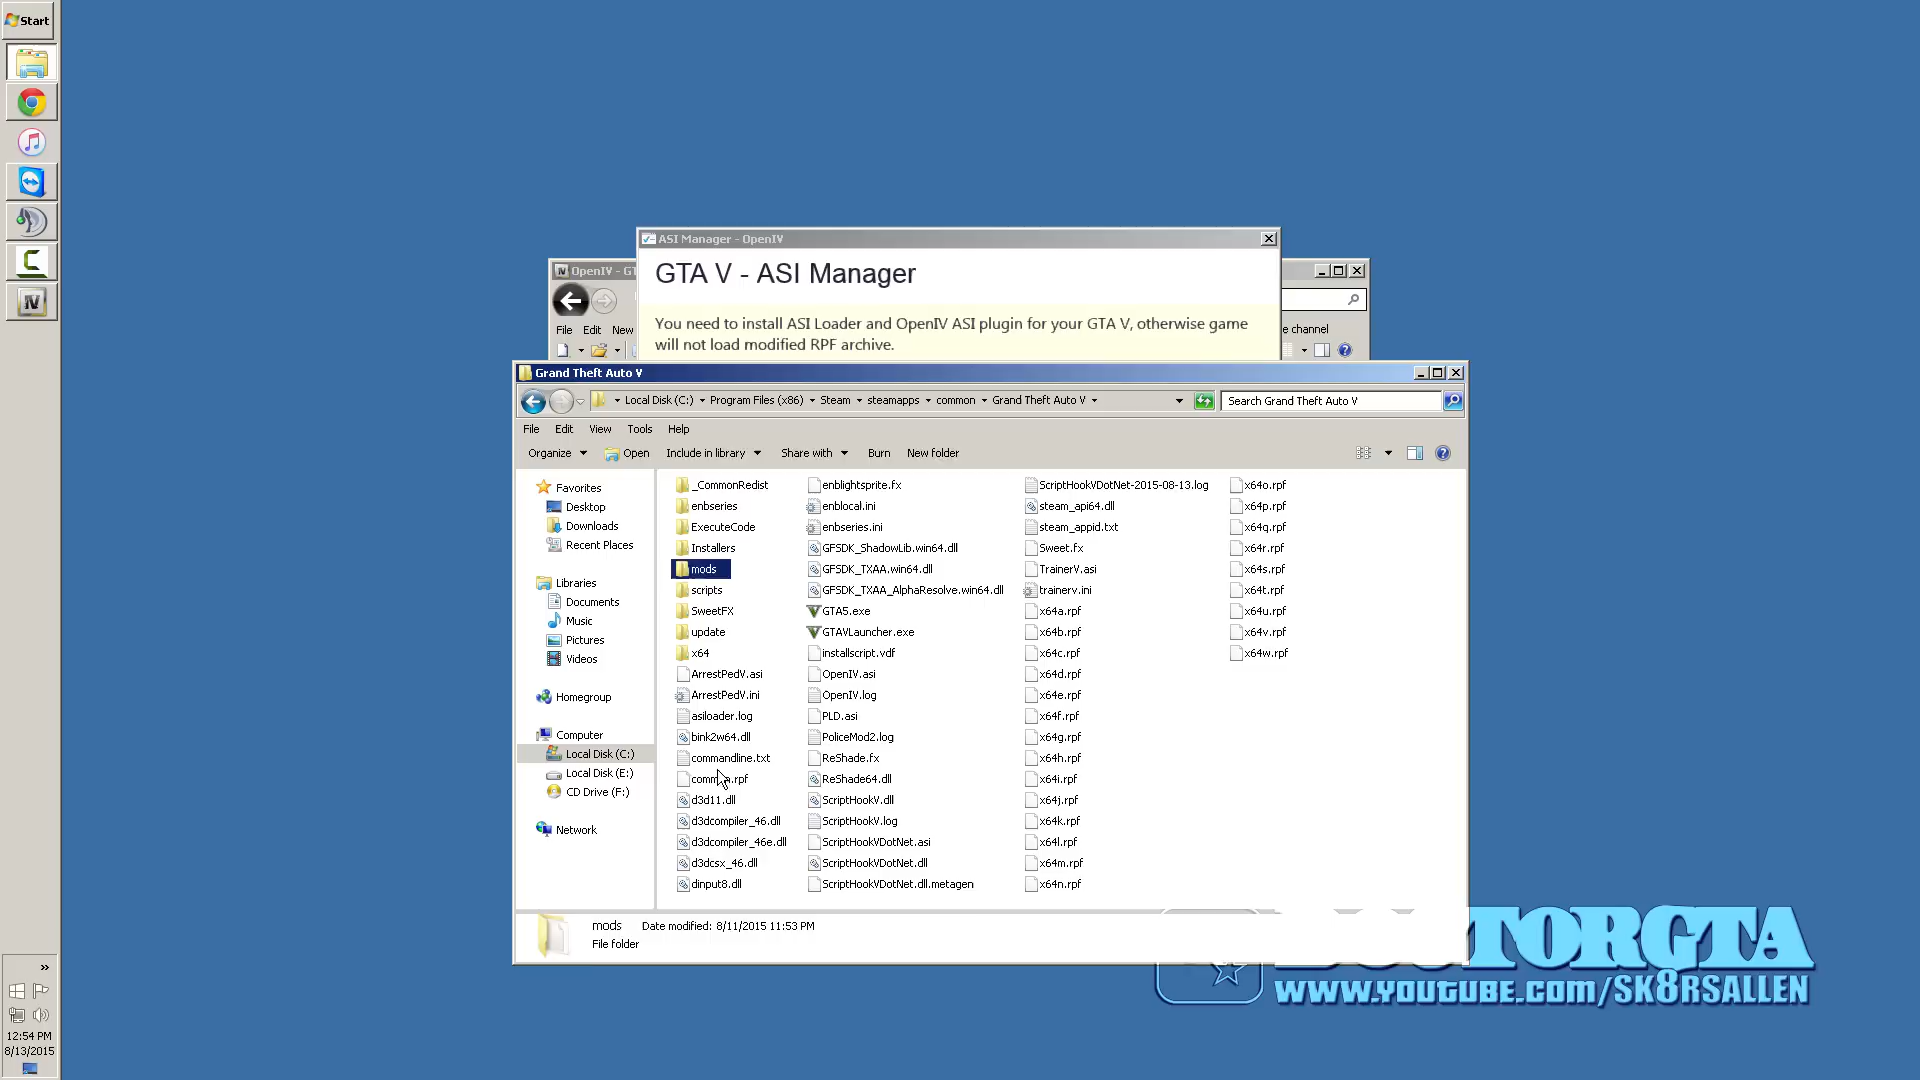 Start
ASI Manager - OpenIV
GTA V - ASI Manager
You need to install ASI Loader and OpenIV ASI plugin for your GTA V, otherwise game
will not load modified RPF archive.
OpenIV - GT
File Edit New
e channel
Grand Theft Auto V
Local Disk (C:) Program Files (x86) Steam steamapps common Grand Theft Auto V
Search Grand Theft Auto V
File Edit View Tools Help
Organize Open Include in library Share with Burn New folder
Favorites
Desktop
Downloads
Recent Places
Libraries
Documents
Music
Pictures
Videos
Homegroup
Computer
Local Disk (C:)
Local Disk (E:)
CD Drive (F:)
Network
_CommonRedist
enbseries
ExecuteCode
Installers
mods
scripts
SweetFX
update
x64
ArrestPedV.asi
ArrestPedV.ini
asiloader.log
bink2w64.dll
commandline.txt
d3d11.dll
d3dcompiler_46.dll
d3dcompiler_46e.dll
d3dcsx_46.dll
dinput8.dll
enblightsprite.fx
enblocal.ini
enbseries.ini
GFSDK_ShadowLib.win64.dll
GFSDK_TXAA.win64.dll
GFSDK_TXAA_AlphaResolve.win64.dll
GTA5.exe
GTAVLauncher.exe
installscript.vdf
OpenIV.asi
OpenIV.log
PLD.asi
PoliceMod2.log
ReShade.fx
ReShade64.dll
ScriptHookV.dll
ScriptHookV.log
ScriptHookVDotNet.asi
ScriptHookVDotNet.dll
ScriptHookVDotNet.dll.metagen
ScriptHookVDotNet-2015-08-13.log
steam_api64.dll
steam_appid.txt
Sweet.fx
TrainerV.asi
trainerv.ini
x64a.rpf
x64b.rpf
x64c.rpf
x64d.rpf
x64e.rpf
x64f.rpf
x64g.rpf
x64h.rpf
x64i.rpf
x64j.rpf
x64k.rpf
x64l.rpf
x64m.rpf
x64n.rpf
x64o.rpf
x64p.rpf
x64q.rpf
x64r.rpf
x64s.rpf
x64t.rpf
x64u.rpf
x64v.rpf
x64w.rpf
mods Date modified: 8/11/2015 11:53 PM
File folder
www.youtube.com/sk8rsallen
12:54 PM
8/13/2015